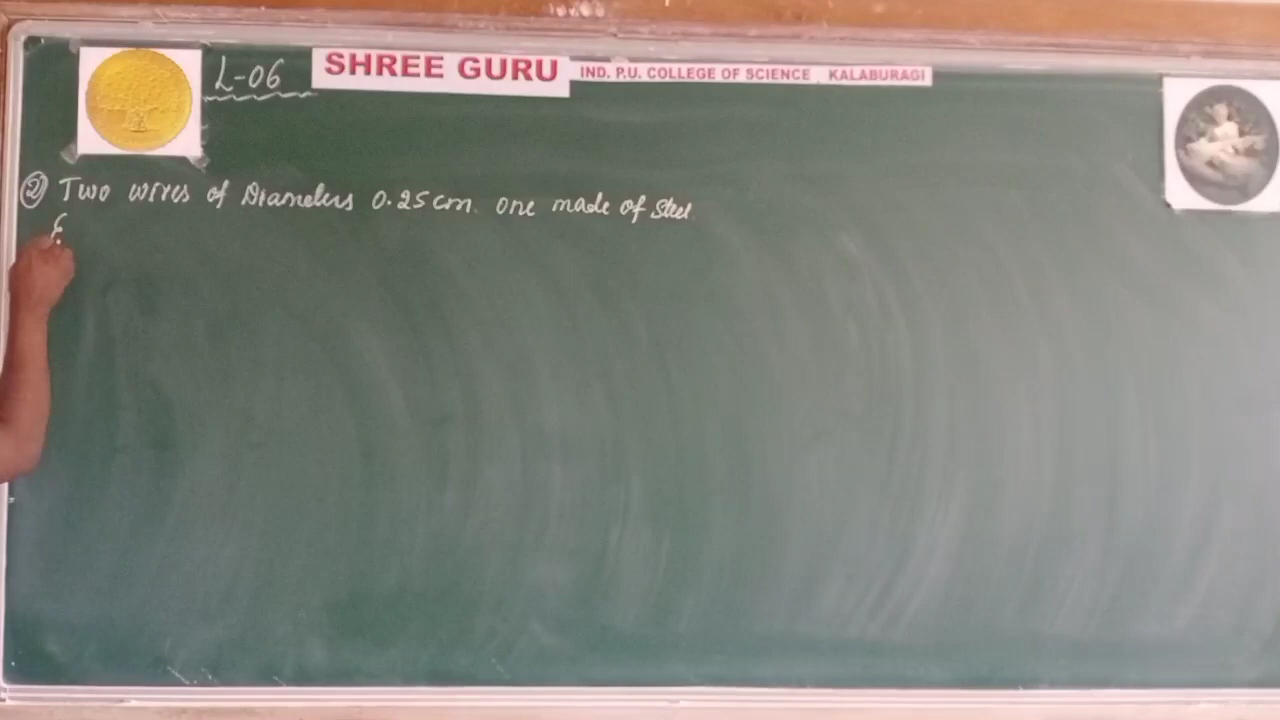 L-06
SHREE GURU IND. P.U. COLLEGE OF SCIENCE , KALABURAGI
② Two wires of Diameters 0.25cm. one made of steel
&